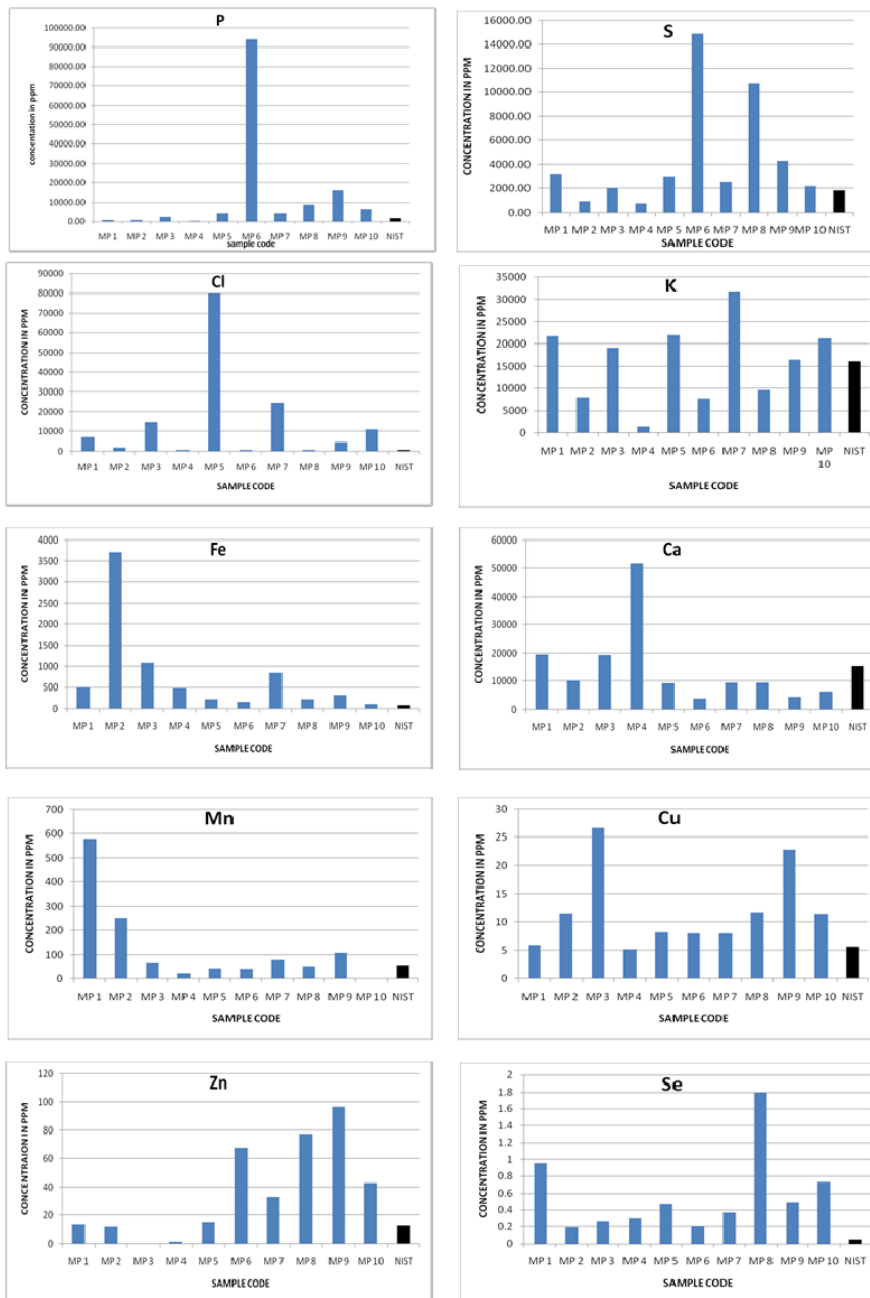 P
concentation in ppm
100000.00
90000.00
80000.00
70000.00
60000.00
50000.00
40000.00
30000.00
20000.00
10000.00
0.00
MP 1 MP 2 MP 3 MP 4 MP 5 MP 6 MP 7 MP 8 MP 9 MP 10 NIST
sample code
S
CONCENTRATION IN PPM
16000.00
14000.00
12000.00
10000.00
8000.00
6000.00
4000.00
2000.00
0.00
MP 1 MP 2 MP 3 MP 4 MP 5 MP 6 MP 7 MP 8 MP 9 MP 10 NIST
SAMPLE CODE
Cl
CONCENTRATION IN PPM
90000
80000
70000
60000
50000
40000
30000
20000
10000
0
MP 1 MP 2 MP 3 MP 4 MP 5 MP 6 MP 7 MP 8 MP 9 MP 10 NIST
SAMPLE CODE
K
CONCENTRATION IN PPM
35000
30000
25000
20000
15000
10000
5000
0
MP 1 MP 2 MP 3 MP 4 MP 5 MP 6 MP 7 MP 8 MP 9 MP 10 NIST
SAMPLE CODE
Fe
CONCENTRATION IN PPM
4000
3500
3000
2500
2000
1500
1000
500
0
MP 1 MP 2 MP 3 MP 4 MP 5 MP 6 MP 7 MP 8 MP 9 MP 10 NIST
SAMPLE CODE
Ca
CONCENTRATION IN PPM
60000
50000
40000
30000
20000
10000
0
MP 1 MP 2 MP 3 MP 4 MP 5 MP 6 MP 7 MP 8 MP 9 MP 10 NIST
SAMPLE CODE
Mn
CONCENTRATION IN PPM
700
600
500
400
300
200
100
0
MP 1 MP 2 MP 3 MP 4 MP 5 MP 6 MP 7 MP 8 MP 9 MP 10 NIST
SAMPLE CODE
Cu
CONCENTRATION IN PPM
30
25
20
15
10
5
0
MP 1 MP 2 MP 3 MP 4 MP 5 MP 6 MP 7 MP 8 MP 9 MP 10 NIST
SAMPLE CODE
Zn
CONCENTRAION IN PPM
120
100
80
60
40
20
0
MP 1 MP 2 MP 3 MP 4 MP 5 MP 6 MP 7 MP 8 MP 9 MP 10 NIST
SAMPLE CODE
Se
CONCENTRATION IN PPM
2
1.8
1.6
1.4
1.2
1
0.8
0.6
0.4
0.2
0
MP 1 MP 2 MP 3 MP 4 MP 5 MP 6 MP 7 MP 8 MP 9 MP 10 NIST
SAMPLE CODE